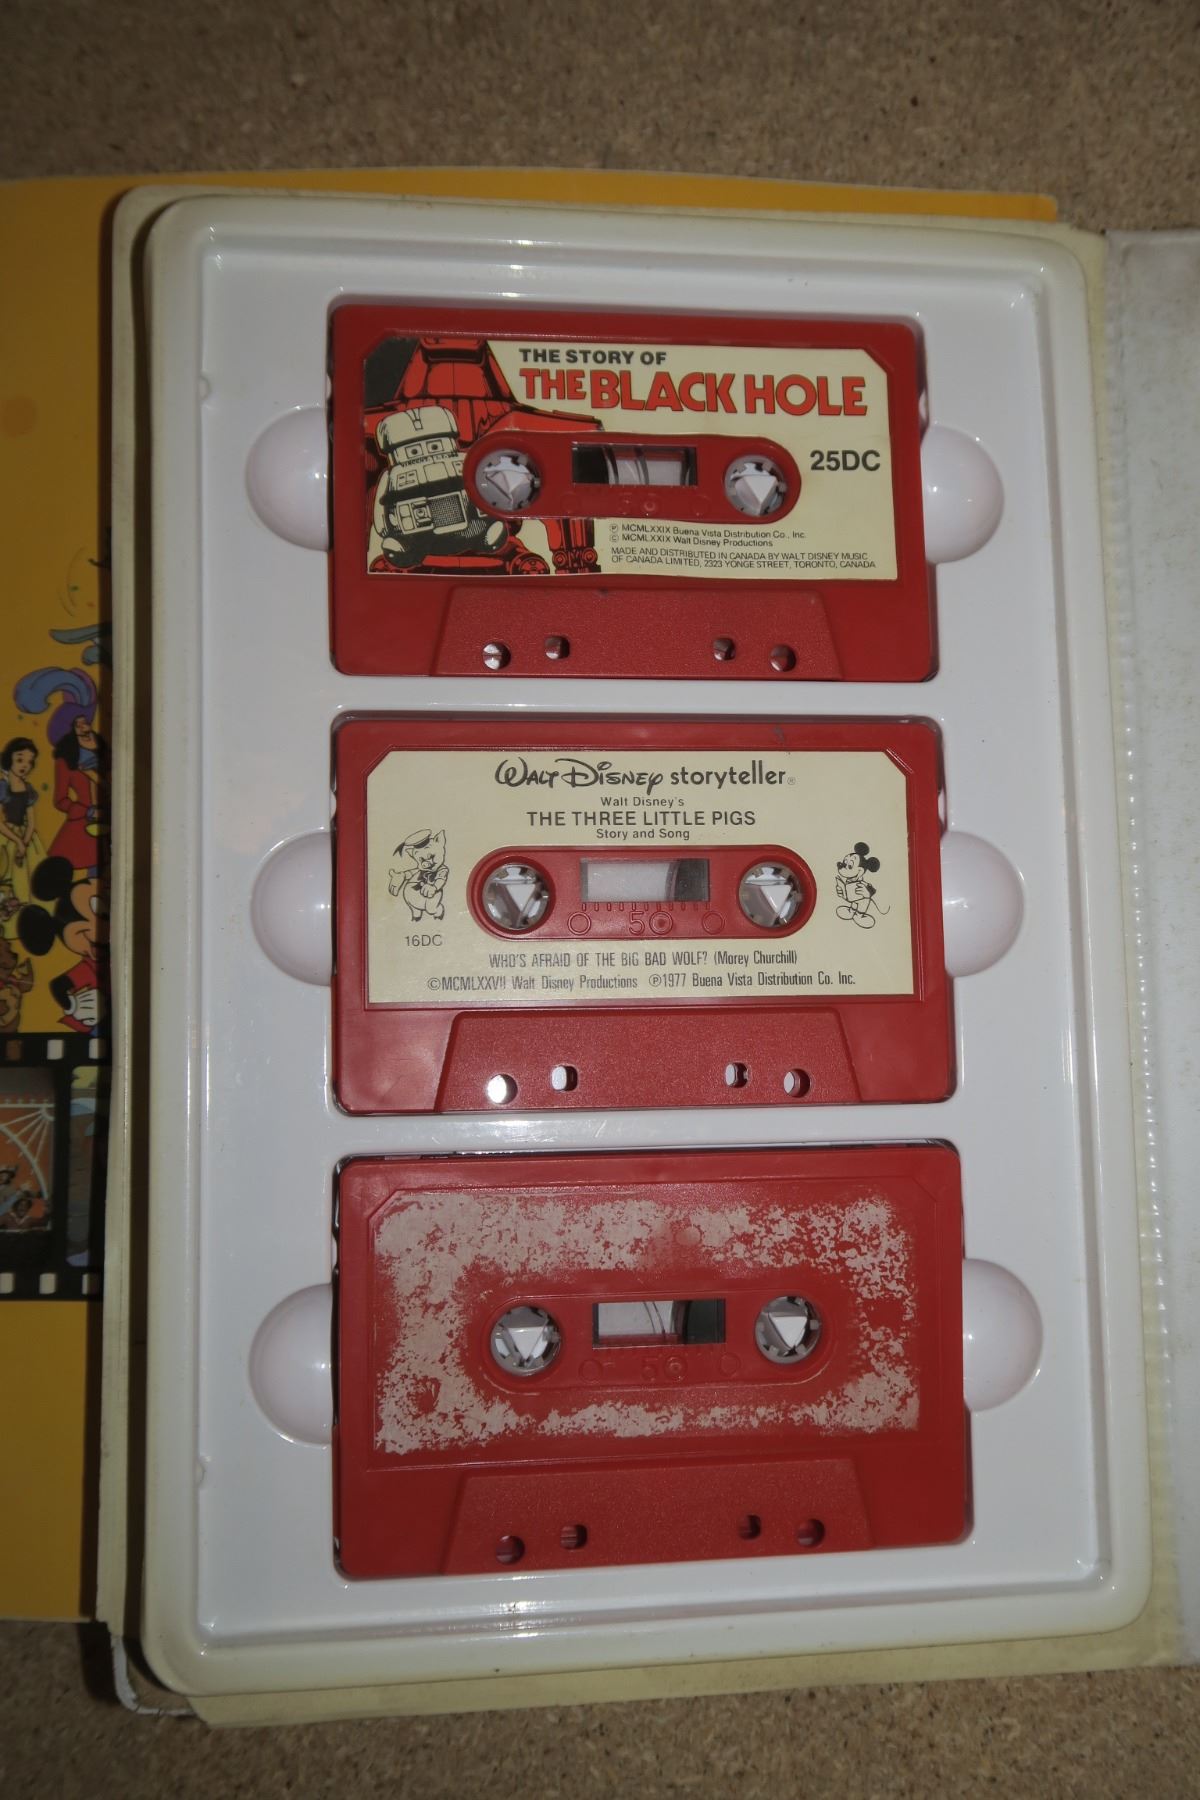 THE STORY OF
THE BLACK HOLE
VINCENT
25DC
50
℗ MCMLXXIX Buena Vista Distribution Co., Inc.
© MCMLXXIX Walt Disney Productions
MADE AND DISTRIBUTED IN CANADA BY WALT DISNEY MUSIC
OF CANADA LIMITED, 2323 YONGE STREET, TORONTO, CANADA
WALT DISNEY storyteller®
Walt Disney's
THE THREE LITTLE PIGS
Story and Song
0 50
16DC
WHO'S AFRAID OF THE BIG BAD WOLF? (Morey Churchill)
©MCMLXXVII Walt Disney Productions ℗1977 Buena Vista Distribution Co. Inc.
50